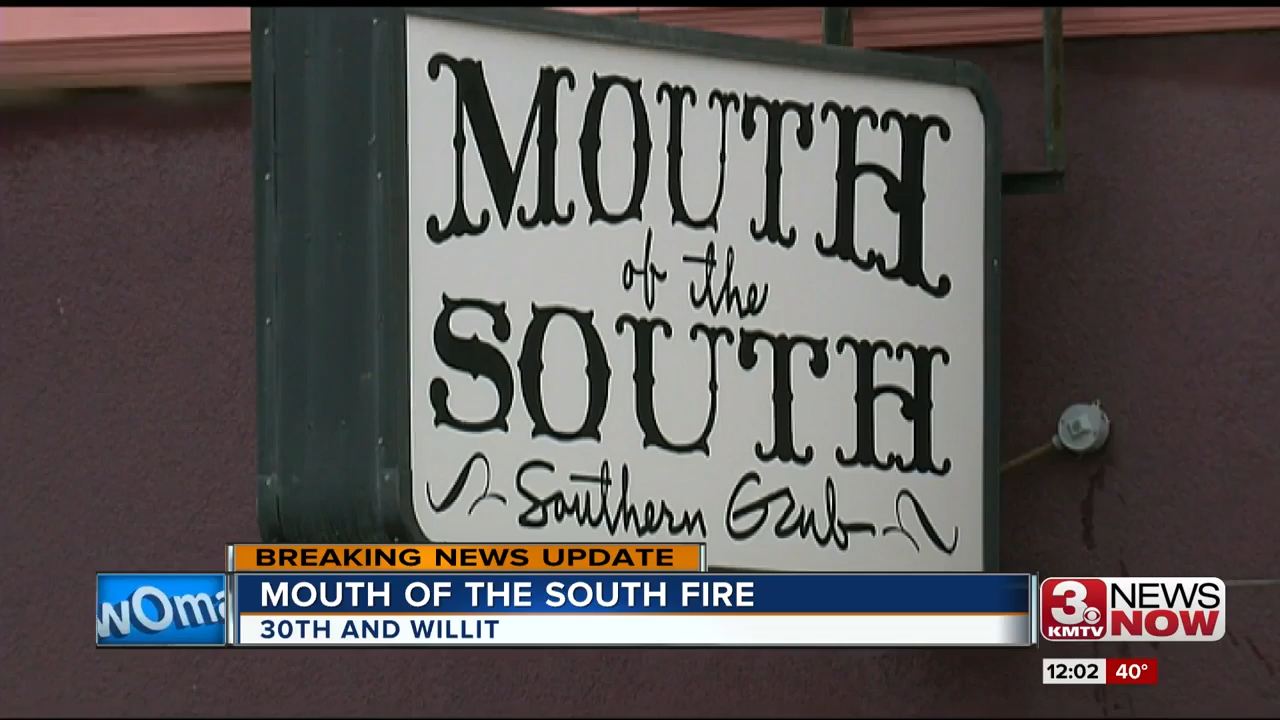 MOUTH
of the
SOUTH
Southern Grub
BREAKING NEWS UPDATE
MOUTH OF THE SOUTH FIRE
30TH AND WILLIT
wOma
3 KMTV
NEWS
NOW
12:02 40°